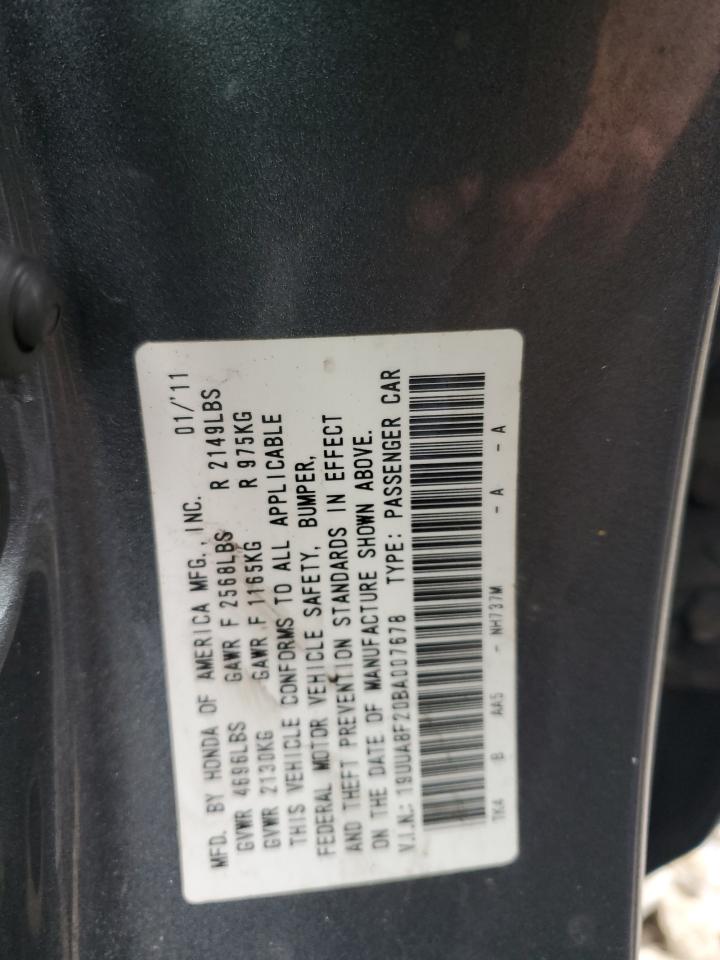 MFD. BY HONDA OF AMERICA MFG., INC. 01/'11
GVWR 4696LBS GAWR F 2568LBS R 2149LBS
GVWR 2130KG GAWR F 1165KG R 975KG
THIS VEHICLE CONFORMS TO ALL APPLICABLE
FEDERAL MOTOR VEHICLE SAFETY, BUMPER,
AND THEFT PREVENTION STANDARDS IN EFFECT
ON THE DATE OF MANUFACTURE SHOWN ABOVE.
V.I.N.: 19UUA8F20BA007678 TYPE: PASSENGER CAR
TK4 B AA5 - NH737M - A - A